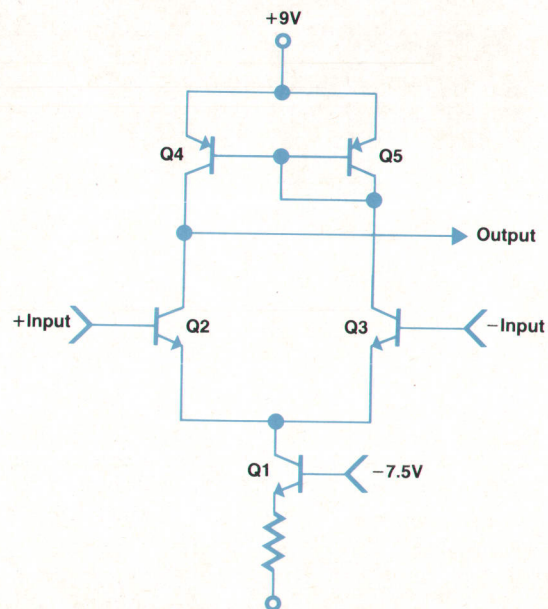 +9V
Q4
Q5
Output
+Input
Q2
Q3
−Input
Q1
−7.5V